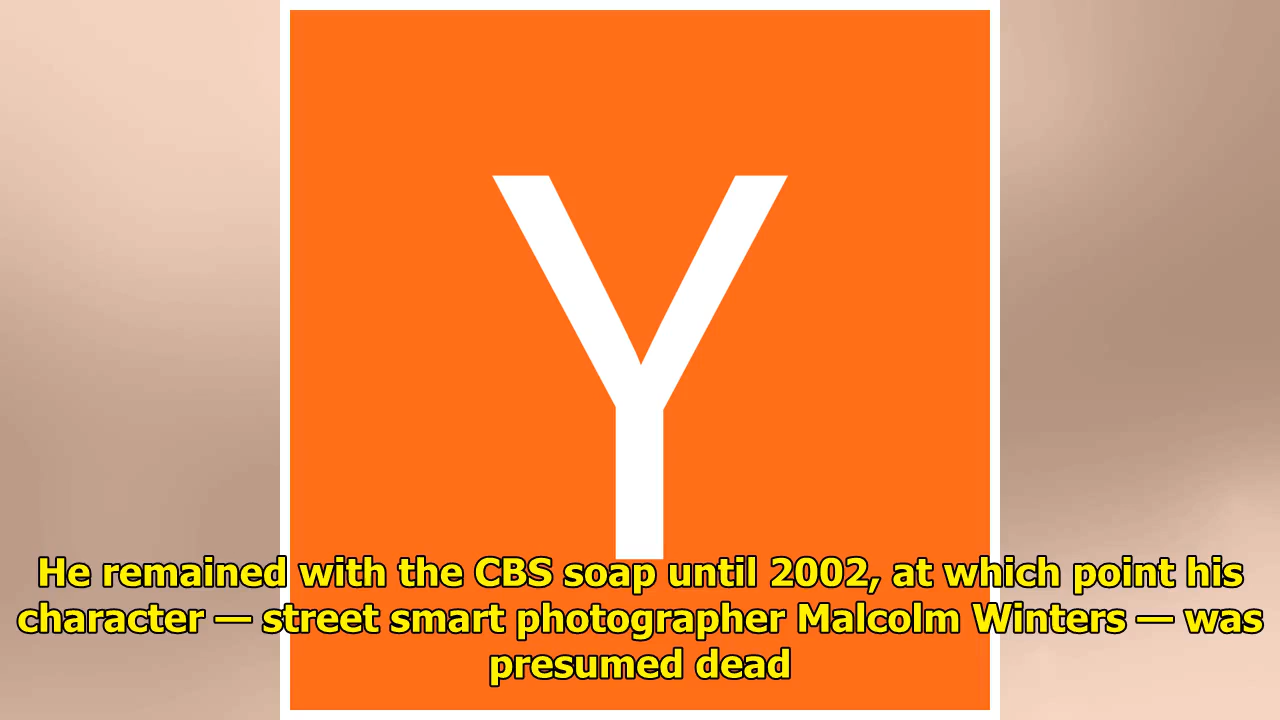 Y
He remained with the CBS soap until 2002, at which point his
character — street smart photographer Malcolm Winters — was
presumed dead